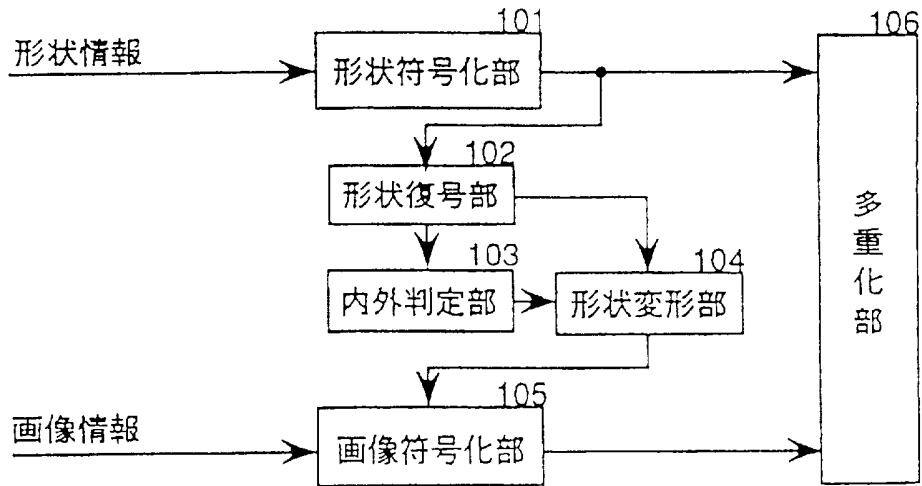 101
106
形状情報
形状符号化部
102
形状復号部
103
104
内外判定部
形状変形部
多重化部
105
画像情報
画像符号化部